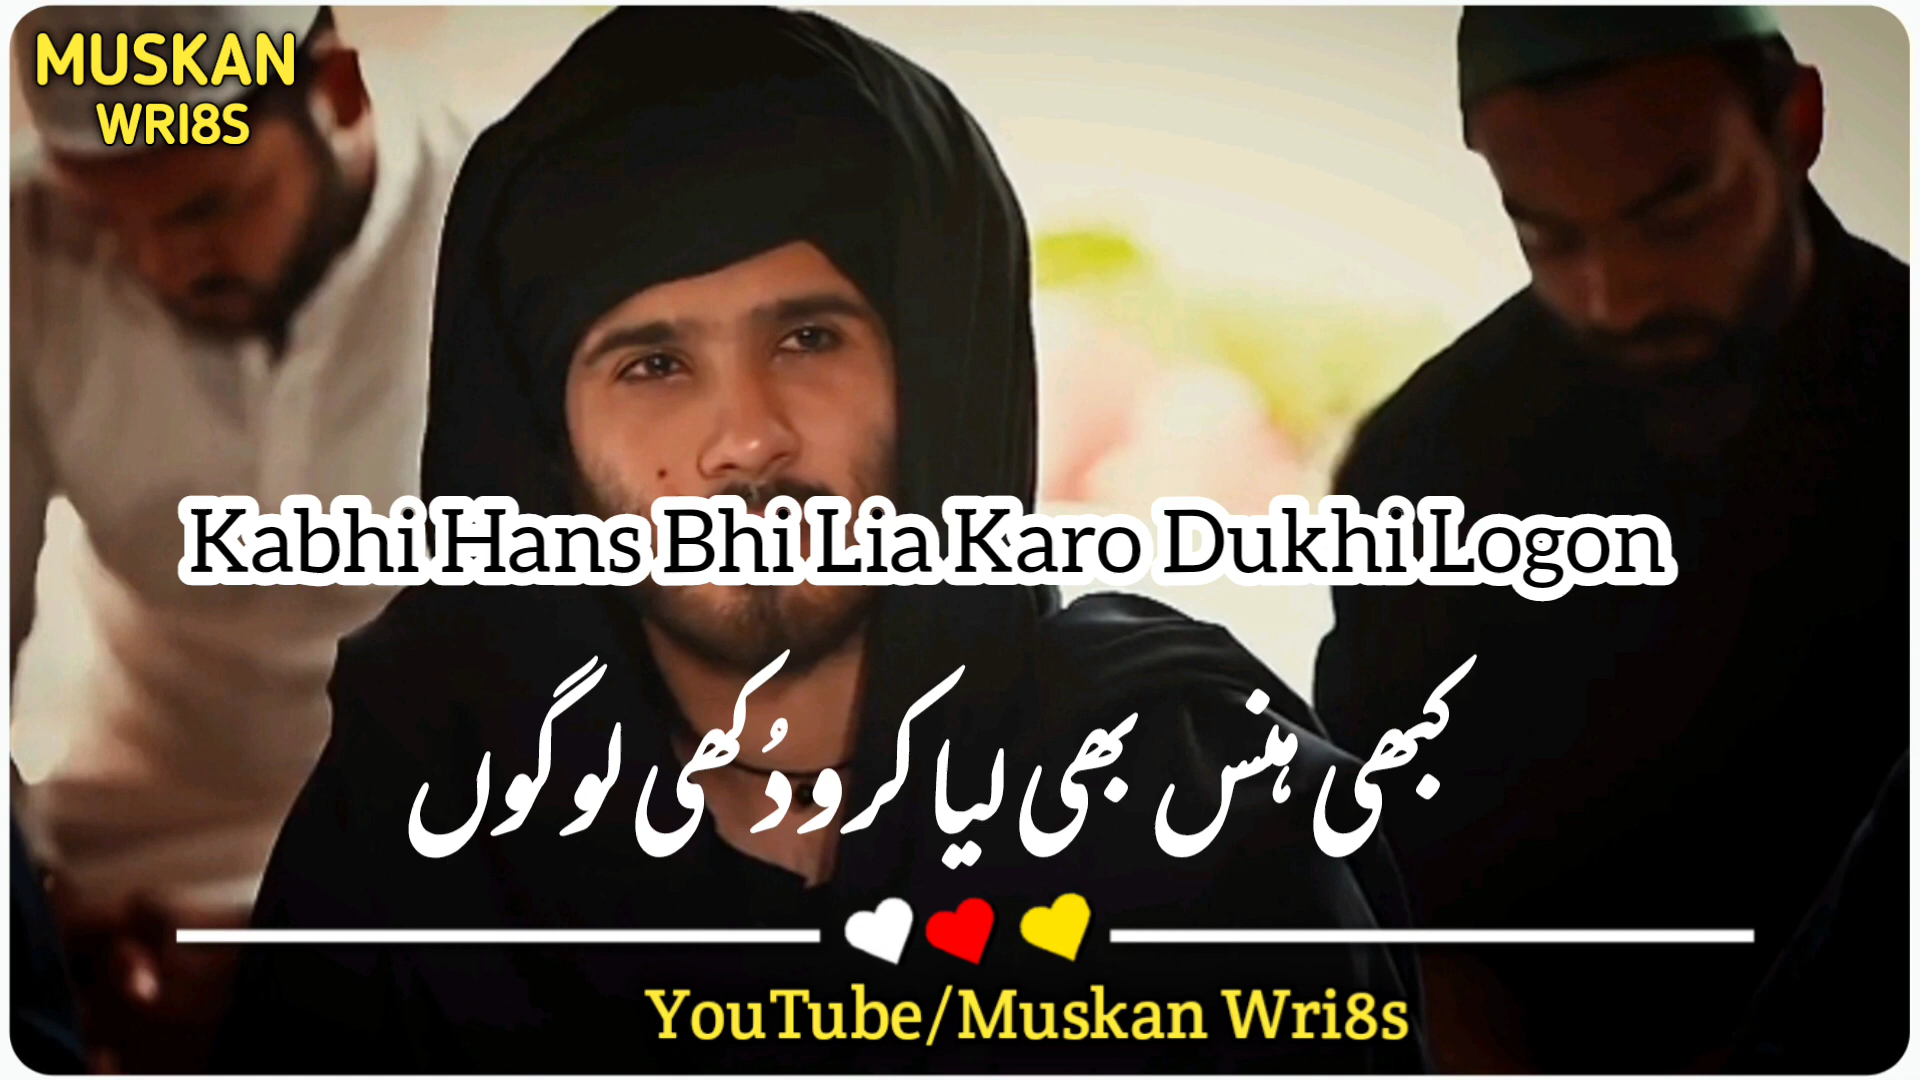 MUSKAN
WRI8S
Kabhi Hans Bhi Lia Karo Dukhi Logon
کبھی ہنس بھی لیا کرو دُکھی لوگوں
YouTube/Muskan Wri8s